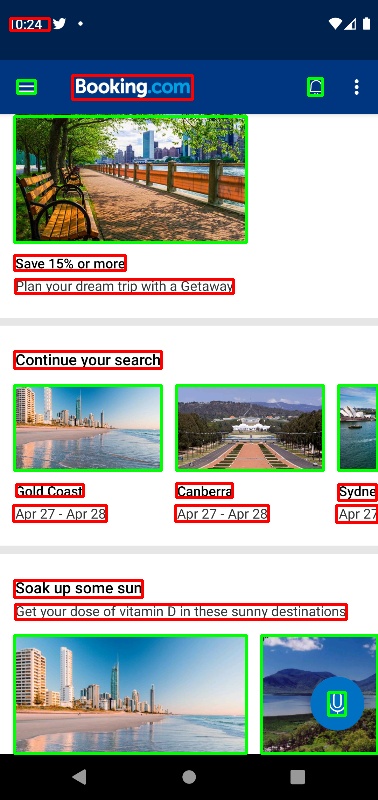 10:24
Booking.com
Save 15% or more
Plan your dream trip with a Getaway
Continue your search
Gold Coast
Canberra
Sydne
Apr 27 - Apr 28
Apr 27 - Apr 28
Apr 27
Soak up some sun
Get your dose of vitamin D in these sunny destinations